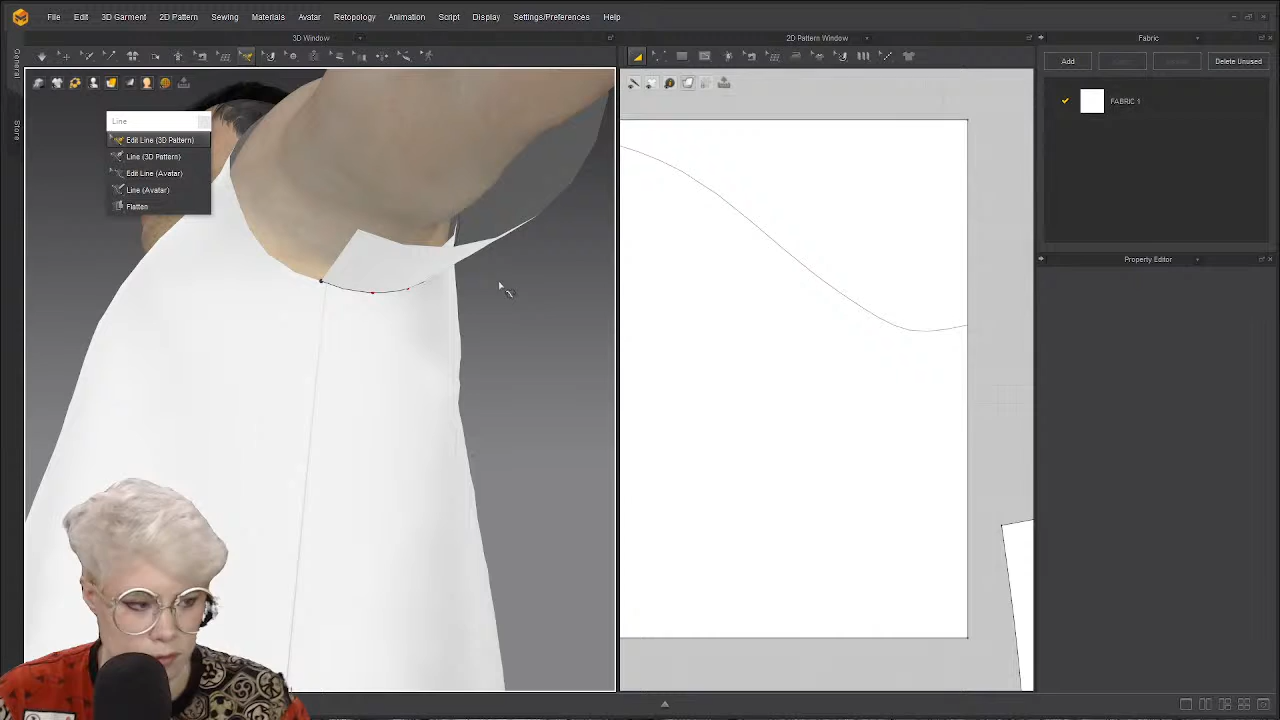 File Edit 3D Garment 2D Pattern Sewing Materials Avatar Retopology Animation Script Display Settings/Preferences Help
3D Window
2D Pattern Window
Fabric
General
Store
Add
Delete Unused
FABRIC 1
Line
Edit Line (3D Pattern)
Line (3D Pattern)
Edit Line (Avatar)
Line (Avatar)
Flatten
Property Editor